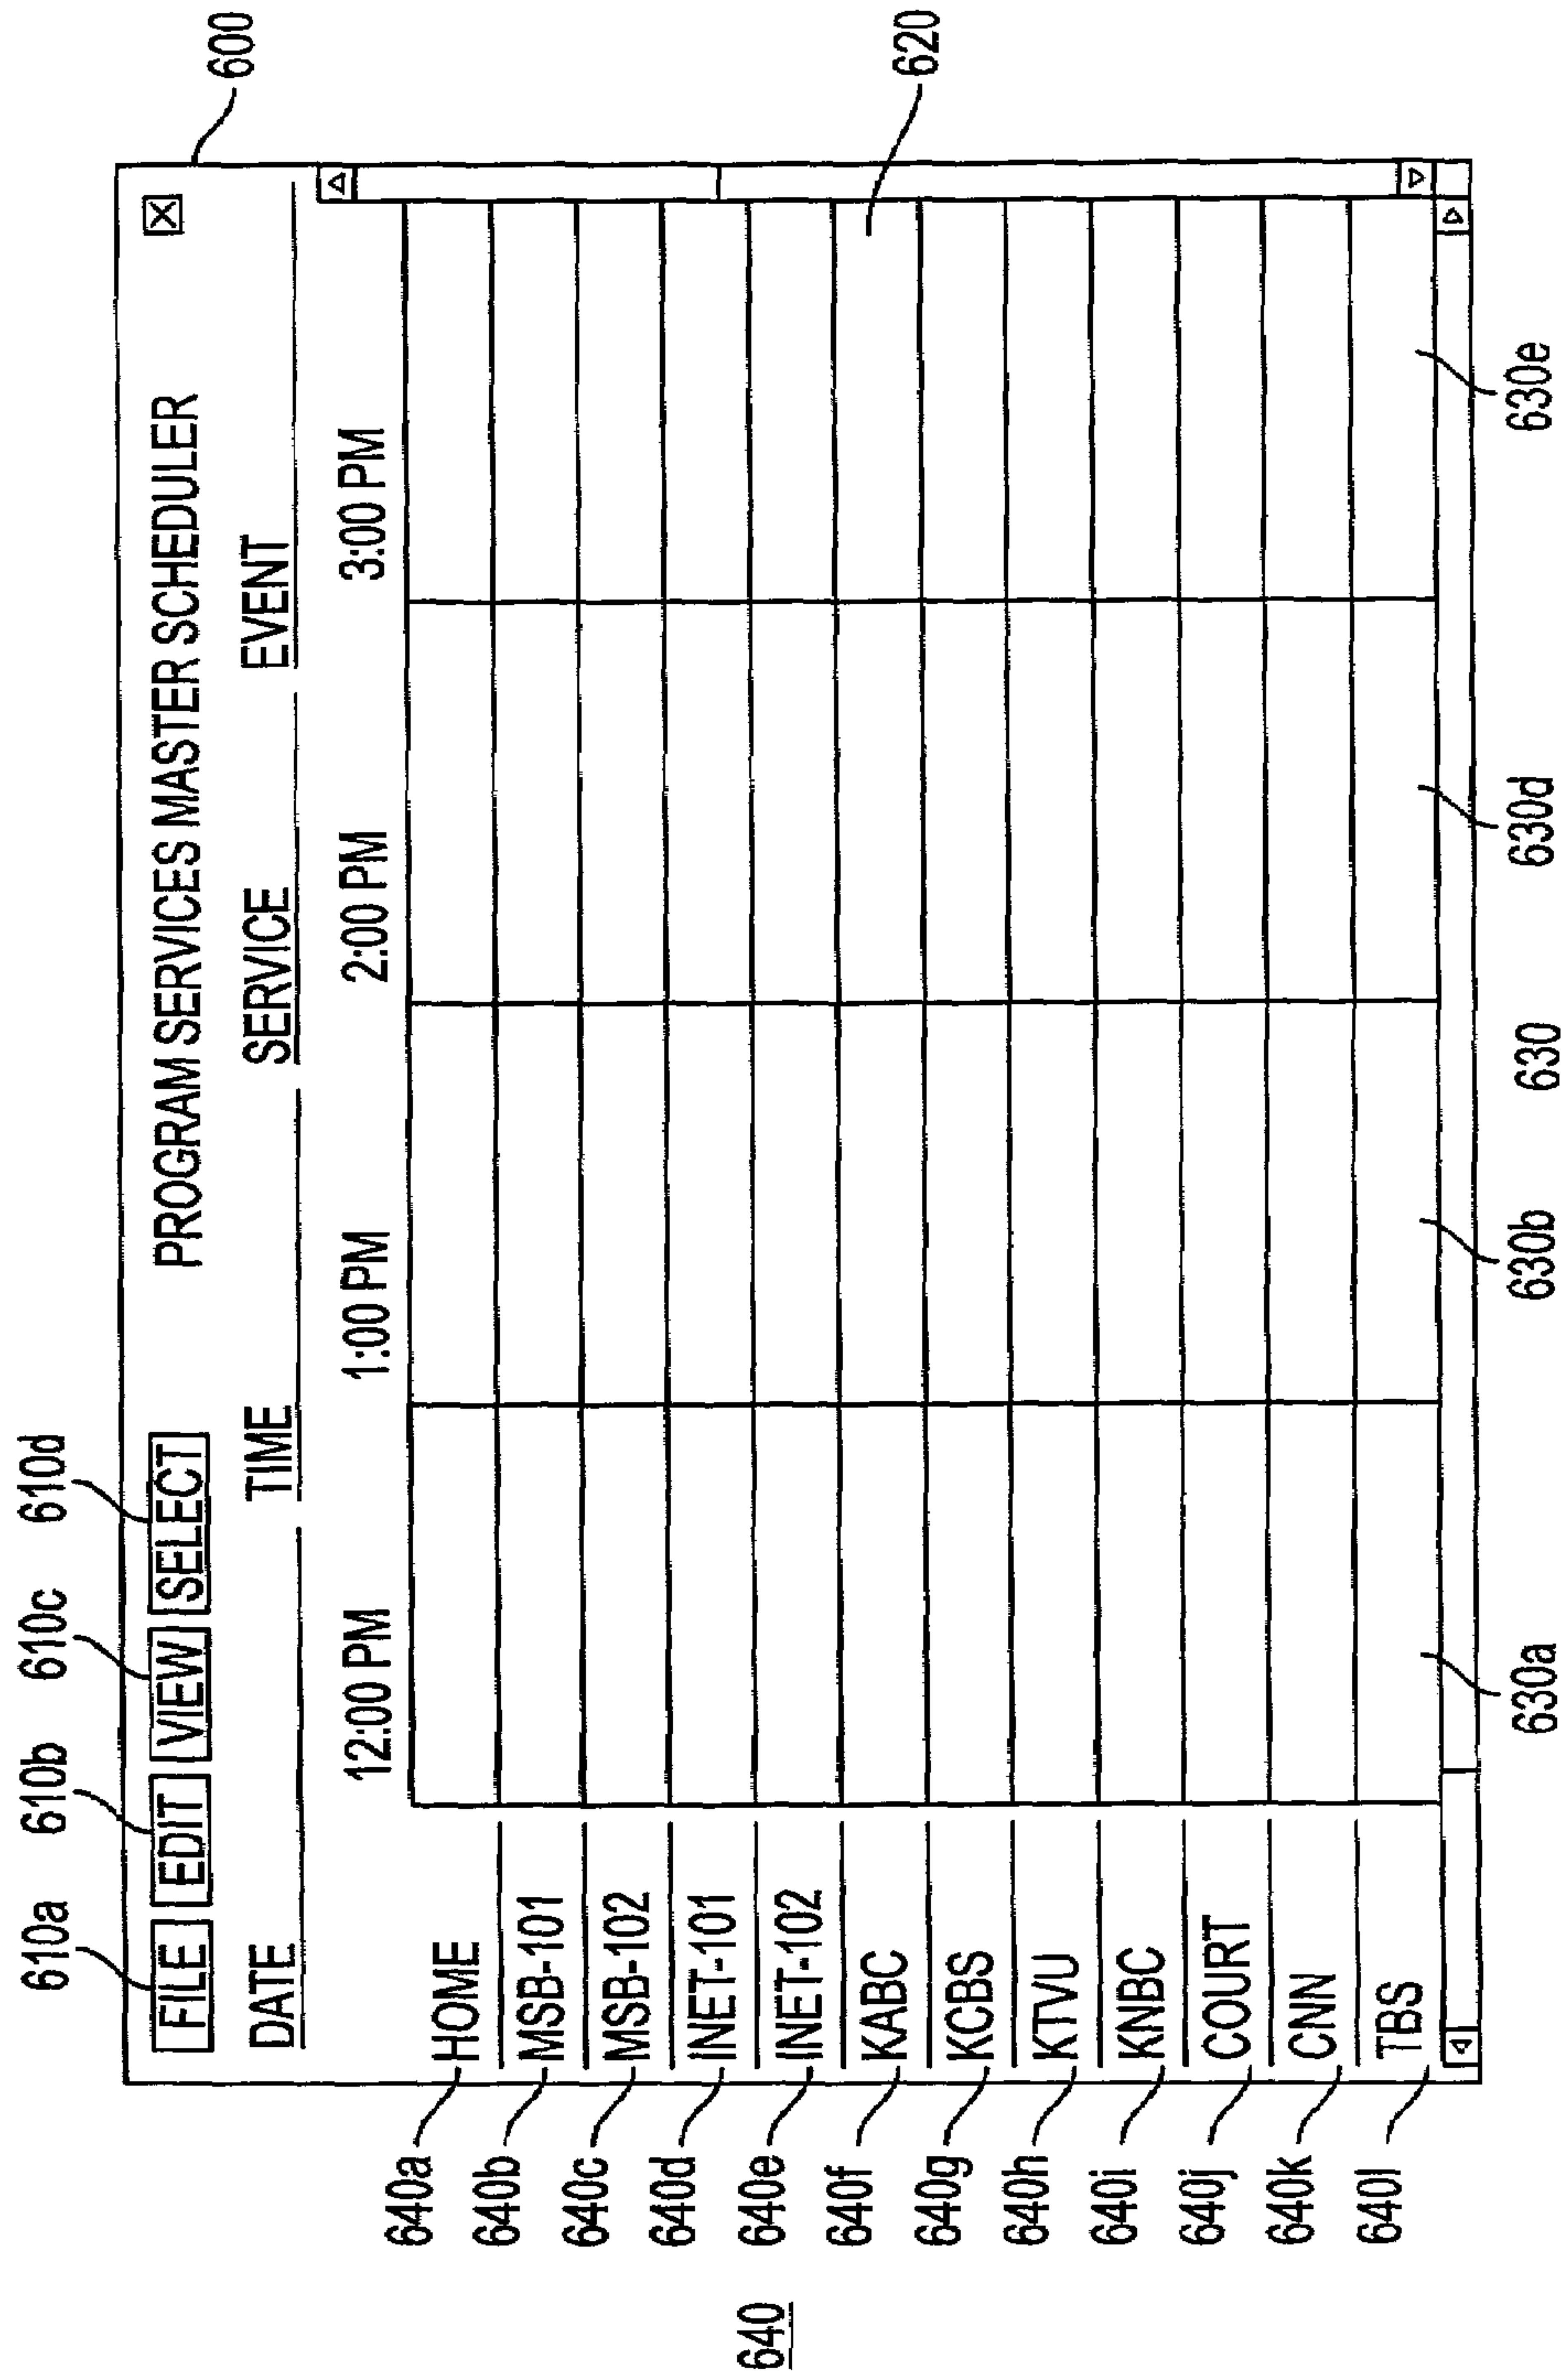 610a 610b 610c 610d
FILE EDIT VIEW SELECT PROGRAM SERVICES MASTER SCHEDULER X
600
DATE TIME SERVICE EVENT
12:00 PM 1:00 PM 2:00 PM 3:00 PM
640a HOME
640b MSB-101
640c MSB-102
640d INET-101
640e INET-102
640 640f KABC 620
640g KCBS
640h KTVU
640i KNBC
640j COURT
640k CNN
640l TBS
630a 630b 630 630d 630e